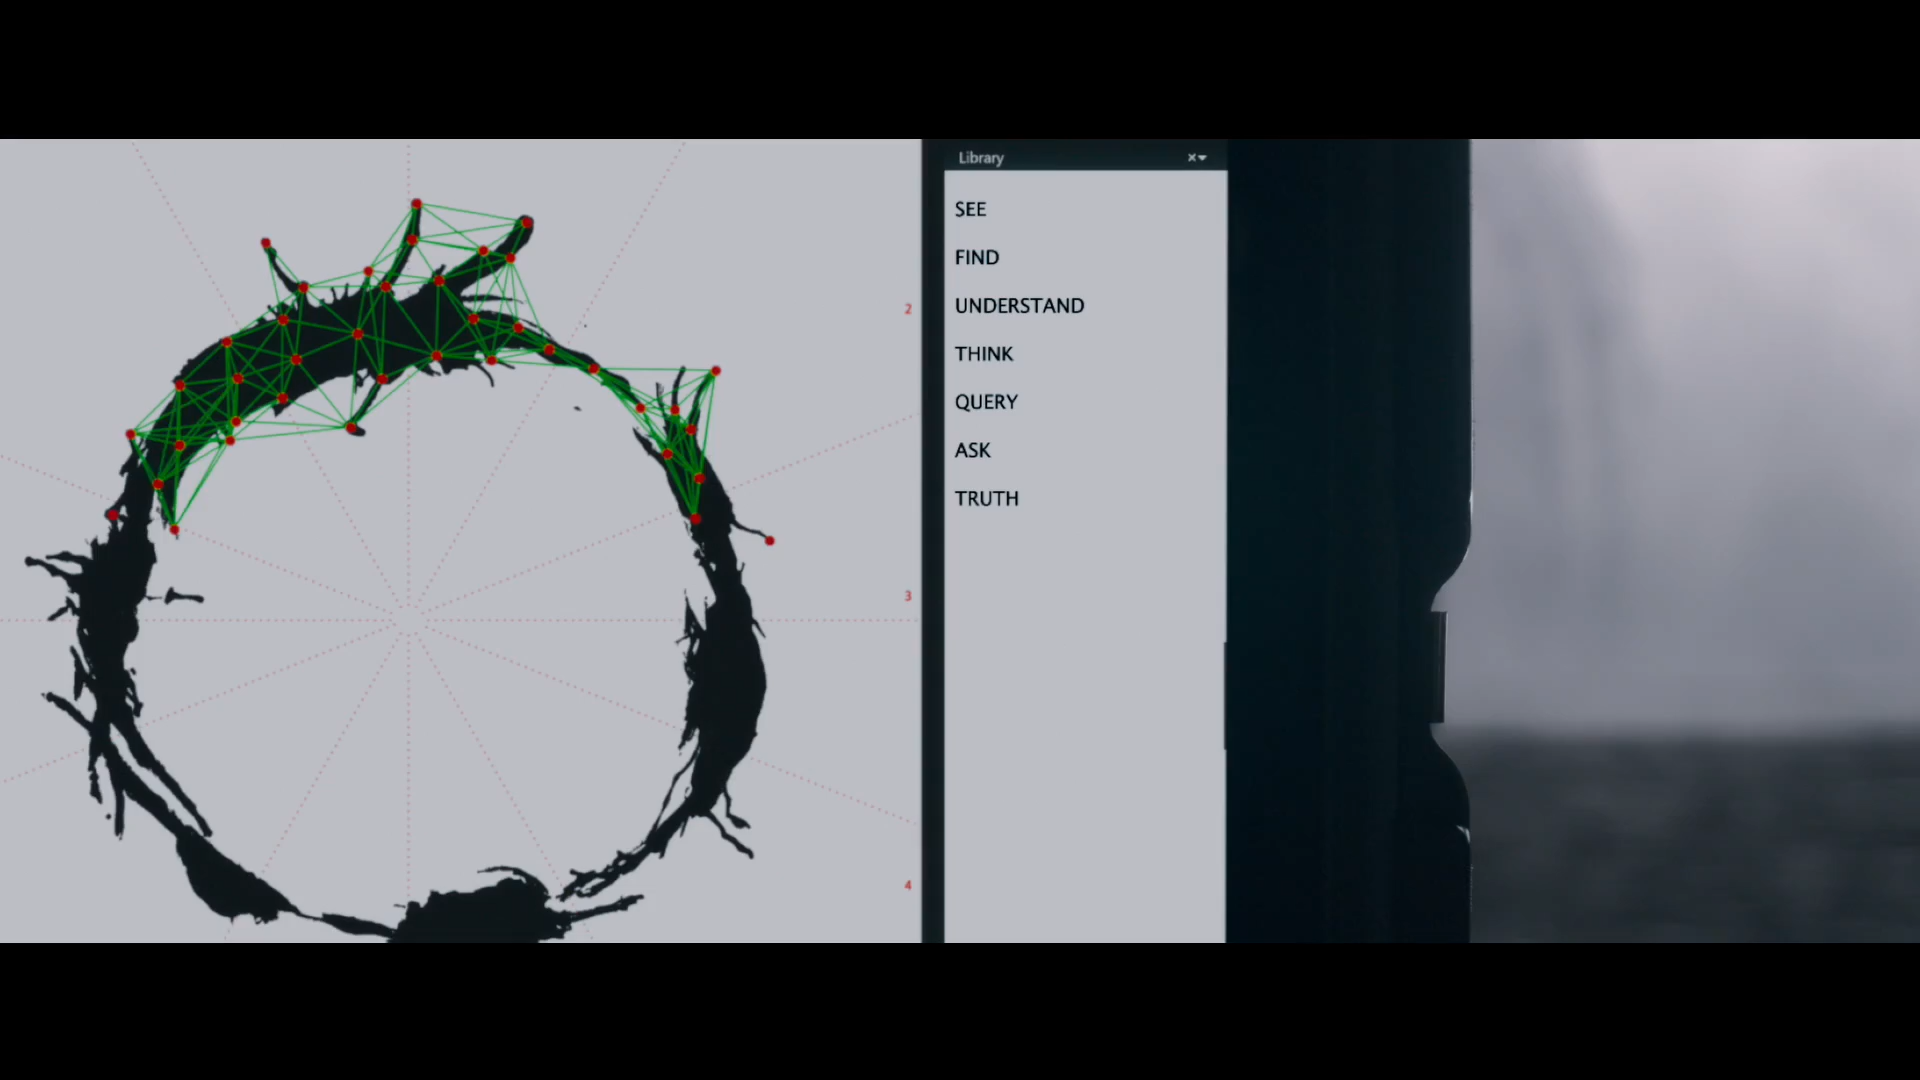 2
3
4
Library
SEE
FIND
UNDERSTAND
THINK
QUERY
ASK
TRUTH